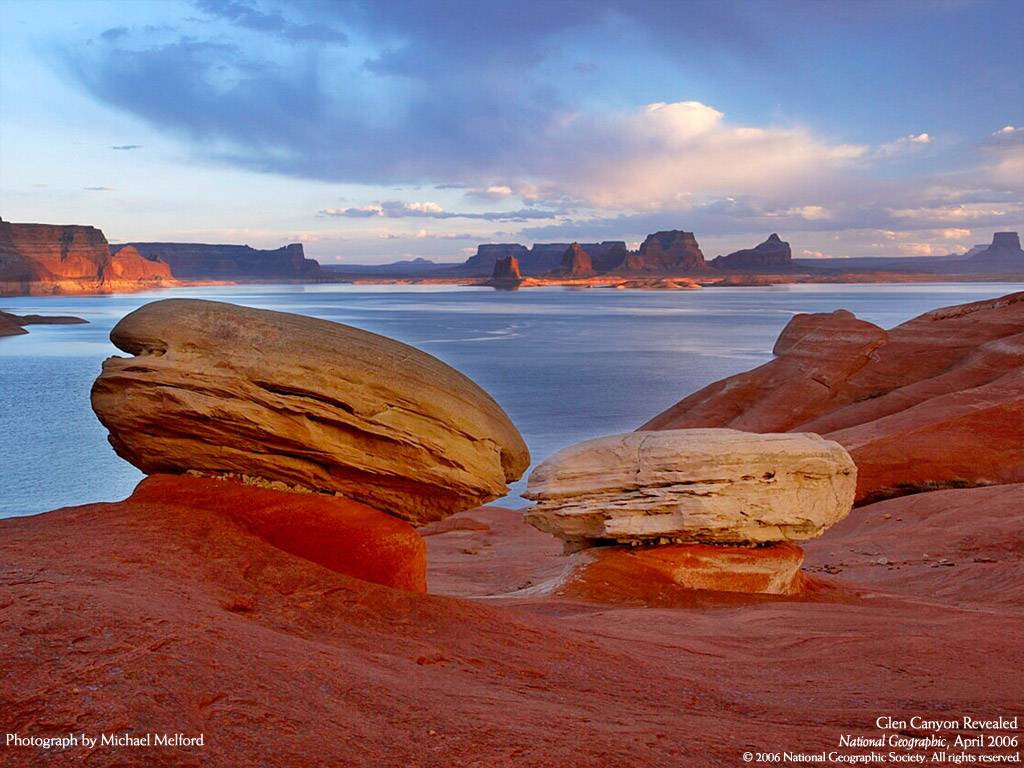 Photograph by Michael Melford
Glen Canyon Revealed
National Geographic, April 2006
© 2006 National Geographic Society. All rights reserved.